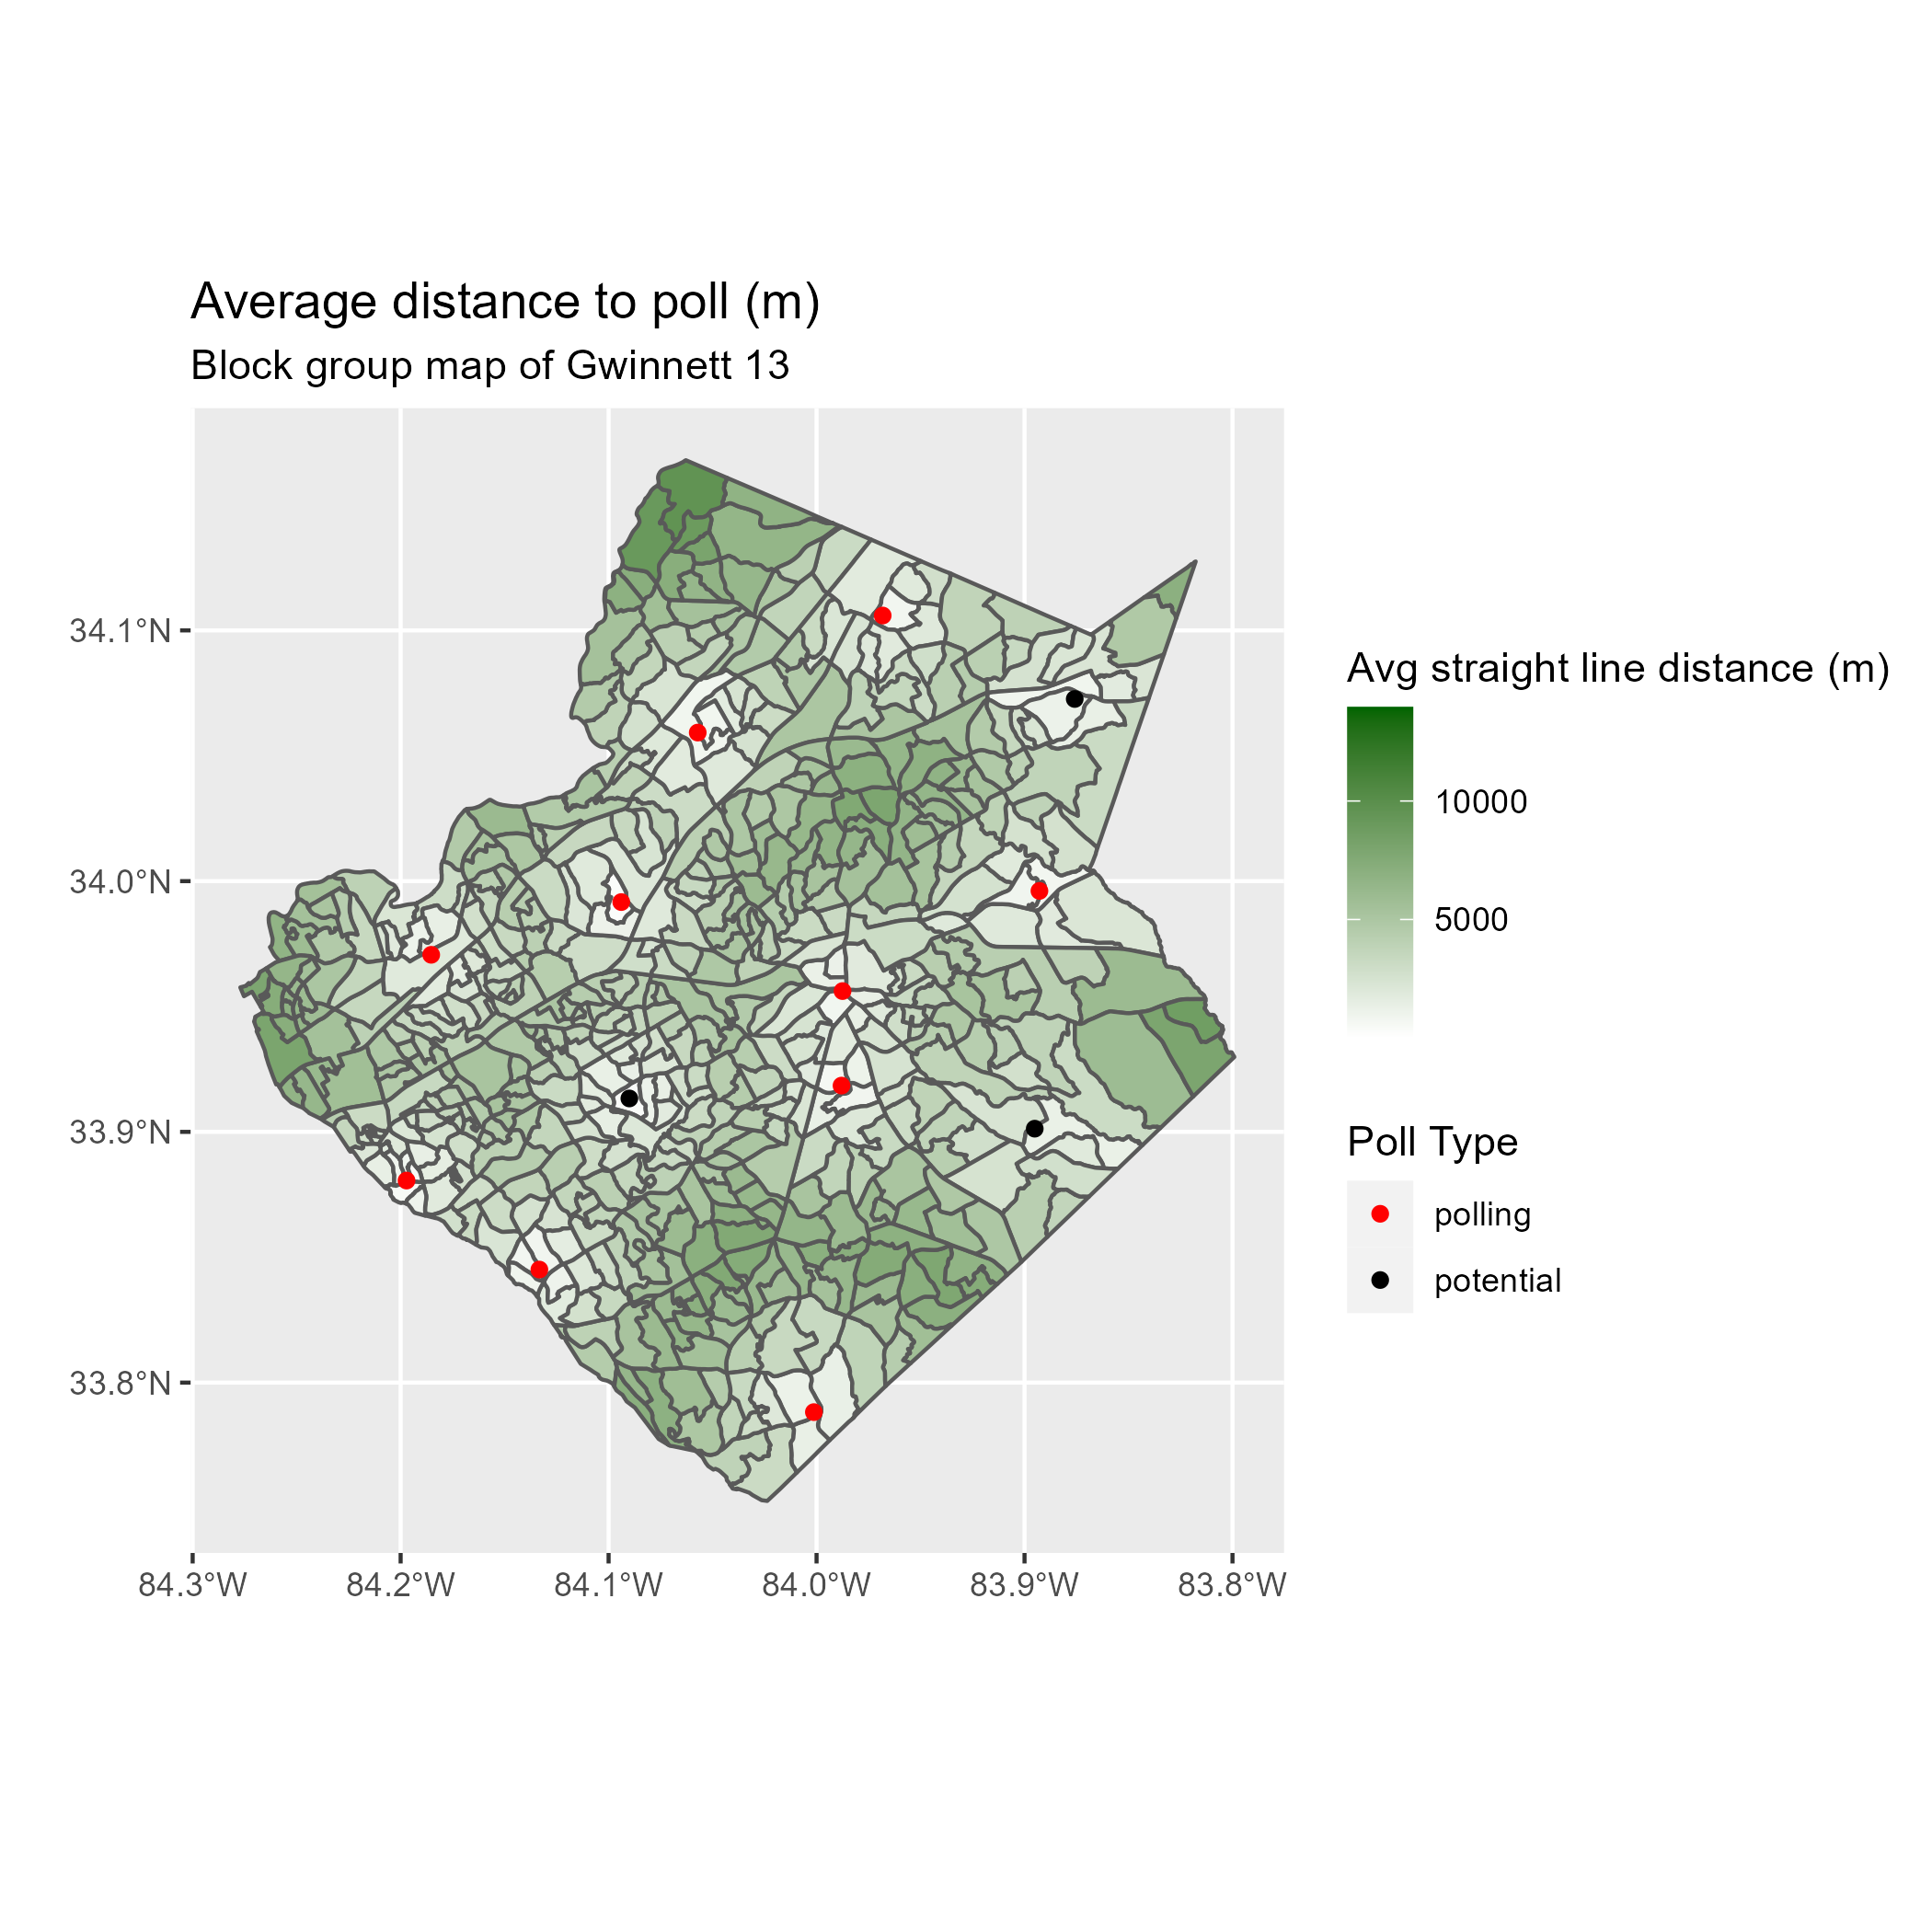 Average distance to poll (m)
Block group map of Gwinnett 13
34.1°N
34.0°N
33.9°N
33.8°N
84.3°W
84.2°W
84.1°W
84.0°W
83.9°W
83.8°W
Avg straight line distance (m)
10000
5000
Poll Type
polling
potential